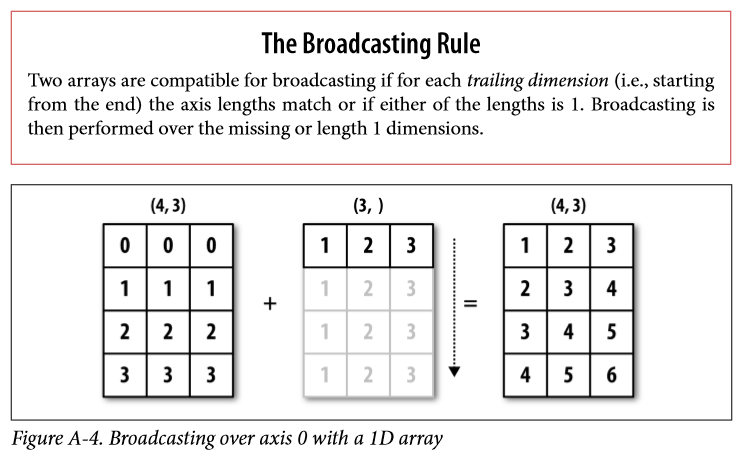 The Broadcasting Rule
Two arrays are compatible for broadcasting if for each trailing dimension (i.e., starting
from the end) the axis lengths match or if either of the lengths is 1. Broadcasting is
then performed over the missing or length 1 dimensions.
(4, 3) (3, ) (4, 3)
0 0 0 1 2 3 1 2 3
1 1 1 1 2 3 2 3 4
+ =
2 2 2 1 2 3 3 4 5
3 3 3 1 2 3 4 5 6
Figure A-4. Broadcasting over axis 0 with a 1D array